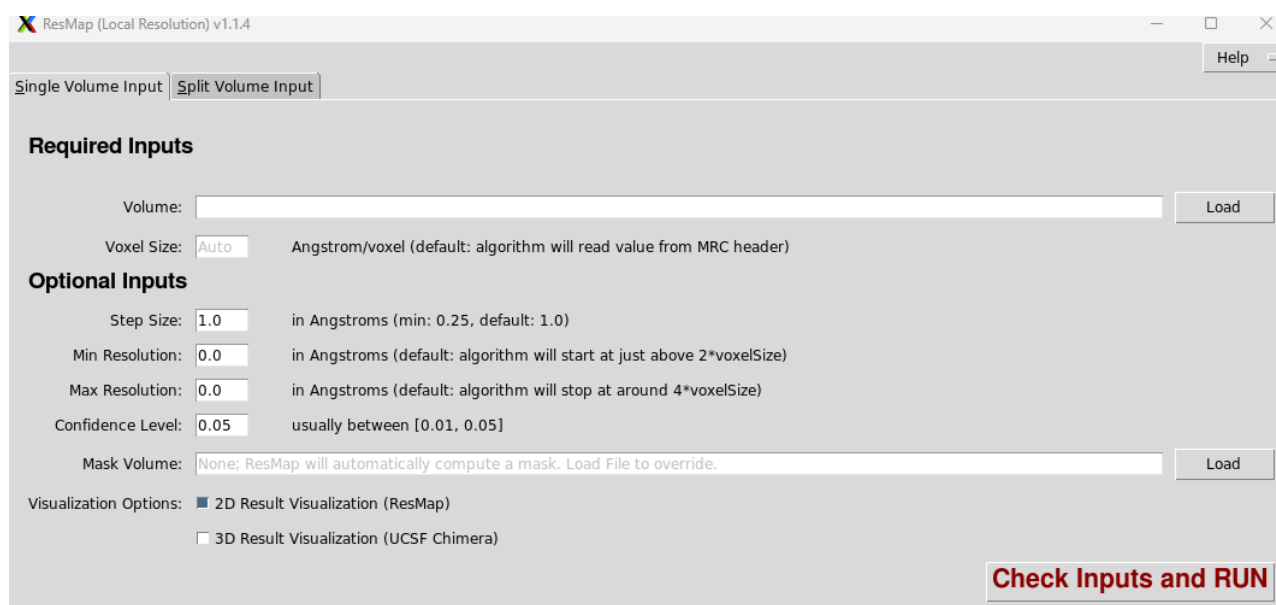 ResMap (Local Resolution) v1.1.4
Help
Single Volume Input Split Volume Input
Required Inputs
Volume: Load
Voxel Size: Auto Angstrom/voxel (default: algorithm will read value from MRC header)
Optional Inputs
Step Size: 1.0 in Angstroms (min: 0.25, default: 1.0)
Min Resolution: 0.0 in Angstroms (default: algorithm will start at just above 2*voxelSize)
Max Resolution: 0.0 in Angstroms (default: algorithm will stop at around 4*voxelSize)
Confidence Level: 0.05 usually between [0.01, 0.05]
Mask Volume: None; ResMap will automatically compute a mask. Load File to override. Load
Visualization Options: 2D Result Visualization (ResMap)
3D Result Visualization (UCSF Chimera)
Check Inputs and RUN